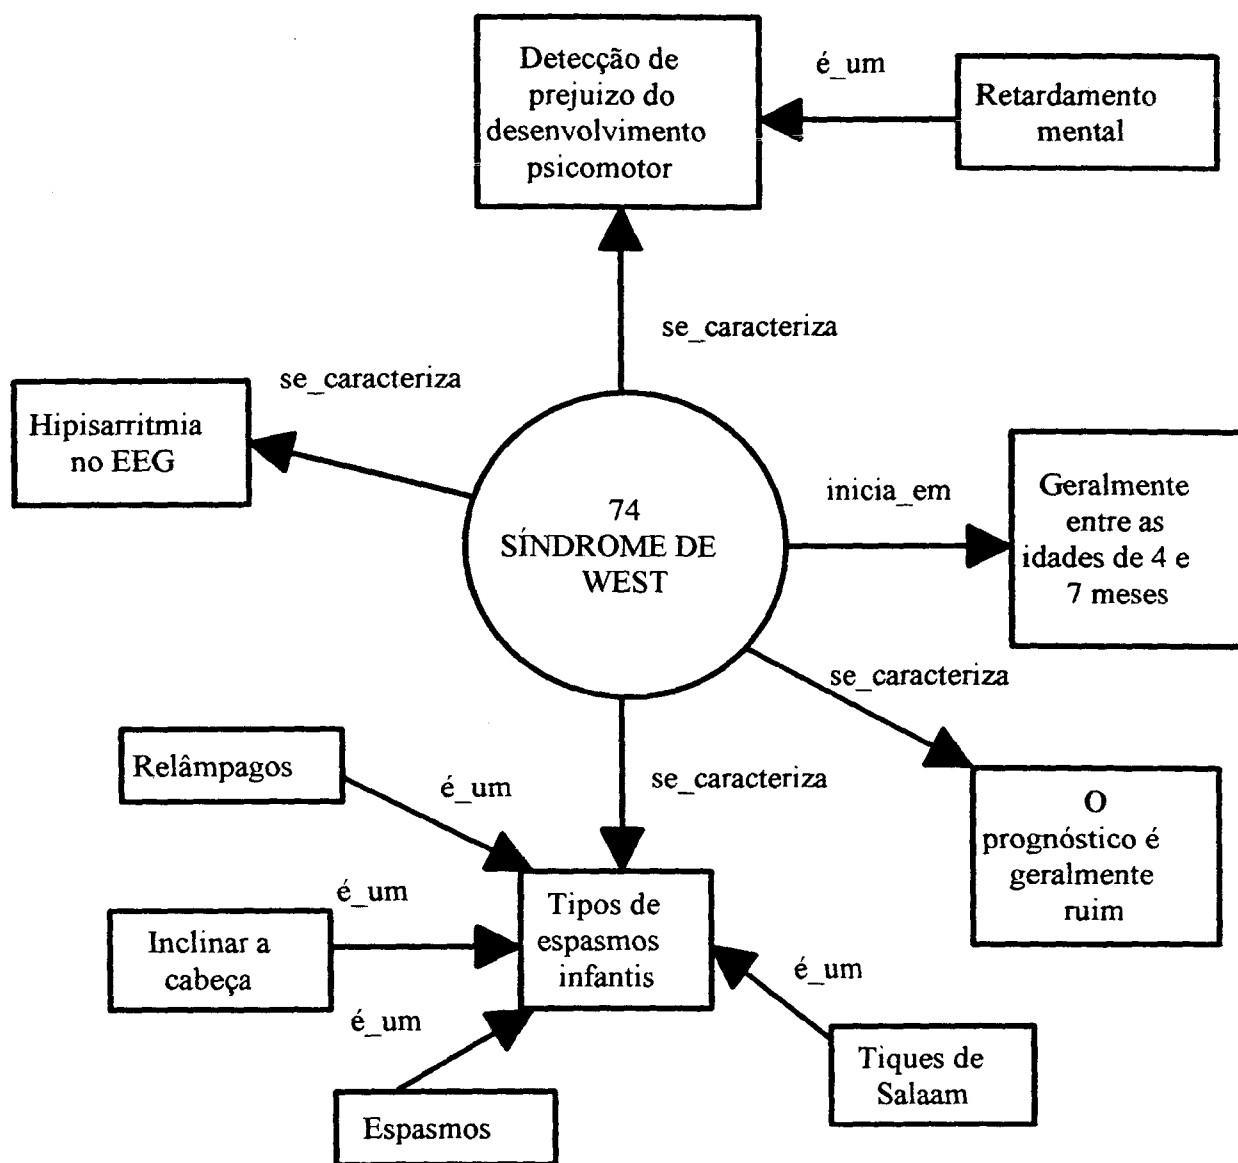 Detecção de
prejuizo do
desenvolvimento
psicomotor
é_um
Retardamento
mental
se_caracteriza
se_caracteriza
Hipisarritmia
no EEG
74
SÍNDROME DE
WEST
inicia_em
Geralmente
entre as
idades de 4 e
7 meses
se_caracteriza
O
prognóstico é
geralmente
ruim
se_caracteriza
Relâmpagos
é_um
Inclinar a
cabeça
é_um
Tipos de
espasmos
infantis
é_um
Espasmos
é_um
Tiques de
Salaam